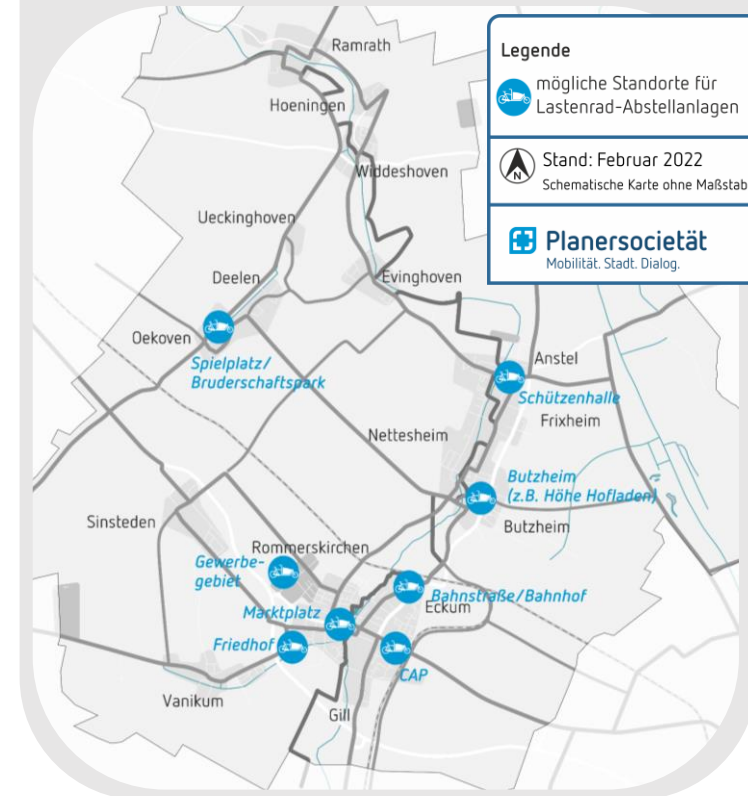 Legende
mögliche Standorte für
Lastenrad-Abstellanlagen
N
Stand: Februar 2022
Schematische Karte ohne Maßstab
Planersocietät
Mobilität. Stadt. Dialog.
Ramrath
Hoeningen
Widdeshoven
Ueckinghoven
Deelen
Evinghoven
Oekoven
Spielplatz/
Bruderschaftspark
Anstel
Schützenhalle
Frixheim
Nettesheim
Butzheim
(z.B. Höhe Hofladen)
Butzheim
Sinsteden
Rommerskirchen
Gewerbe-
gebiet
Bahnstraße/Bahnhof
Eckum
Marktplatz
Friedhof
CAP
Vanikum
Gill